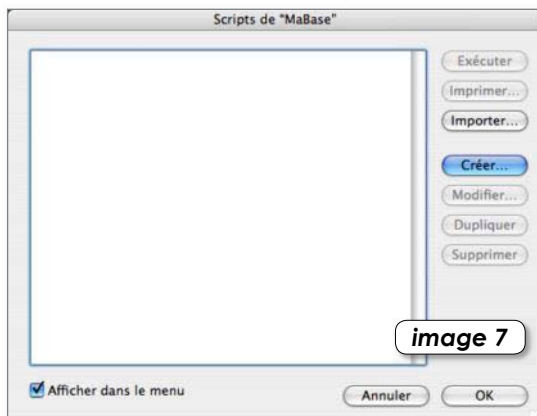 Scripts de "MaBase"
Exécuter
Imprimer...
Importer...
Créer...
Modifier...
Dupliquer
Supprimer
image 7
Afficher dans le menu
Annuler
OK